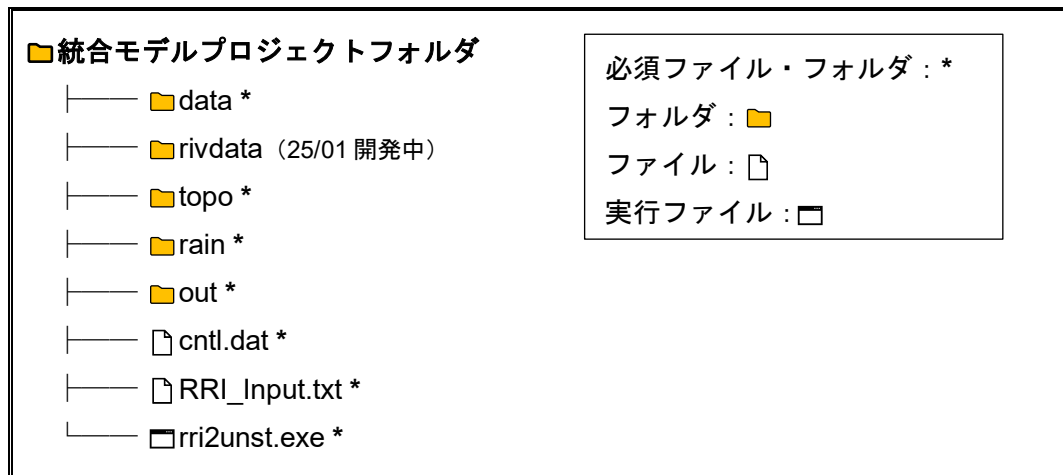 統合モデルプロジェクトフォルダ
data *
rivdata（25/01 開発中）
topo *
rain *
out *
cntl.dat *
RRI_Input.txt *
rri2unst.exe *
必須ファイル・フォルダ：*
フォルダ：
ファイル：
実行ファイル：